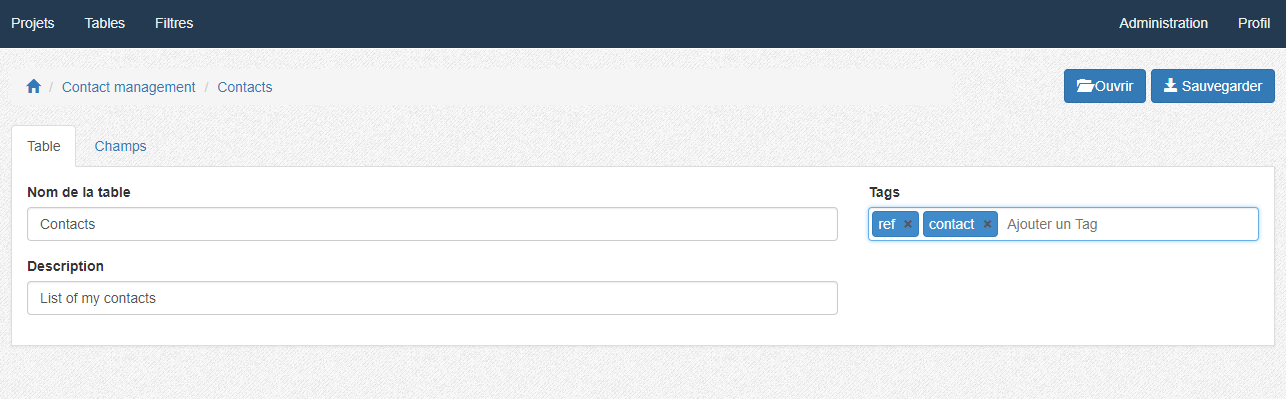 Projets Tables Filtres Administration Profil
/ Contact management / Contacts Ouvrir Sauvegarder
Table Champs
Nom de la table Tags
Contacts ref × contact × Ajouter un Tag
Description
List of my contacts